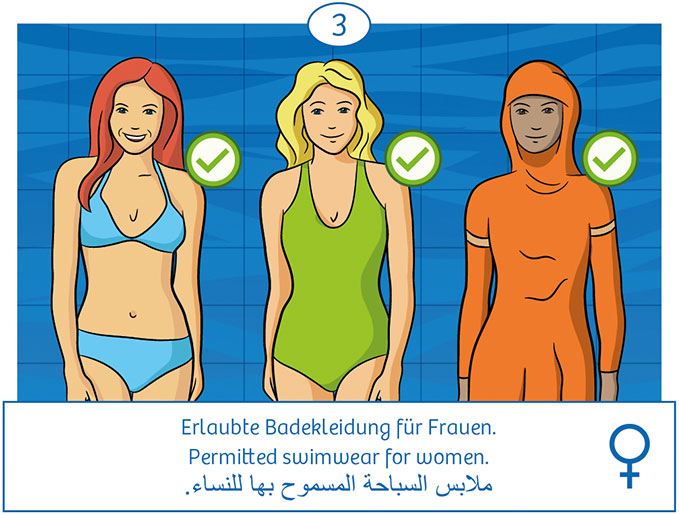 3
Erlaubte Badekleidung für Frauen.
Permitted swimwear for women.
ملابس السباحة المسموح بها للنساء.